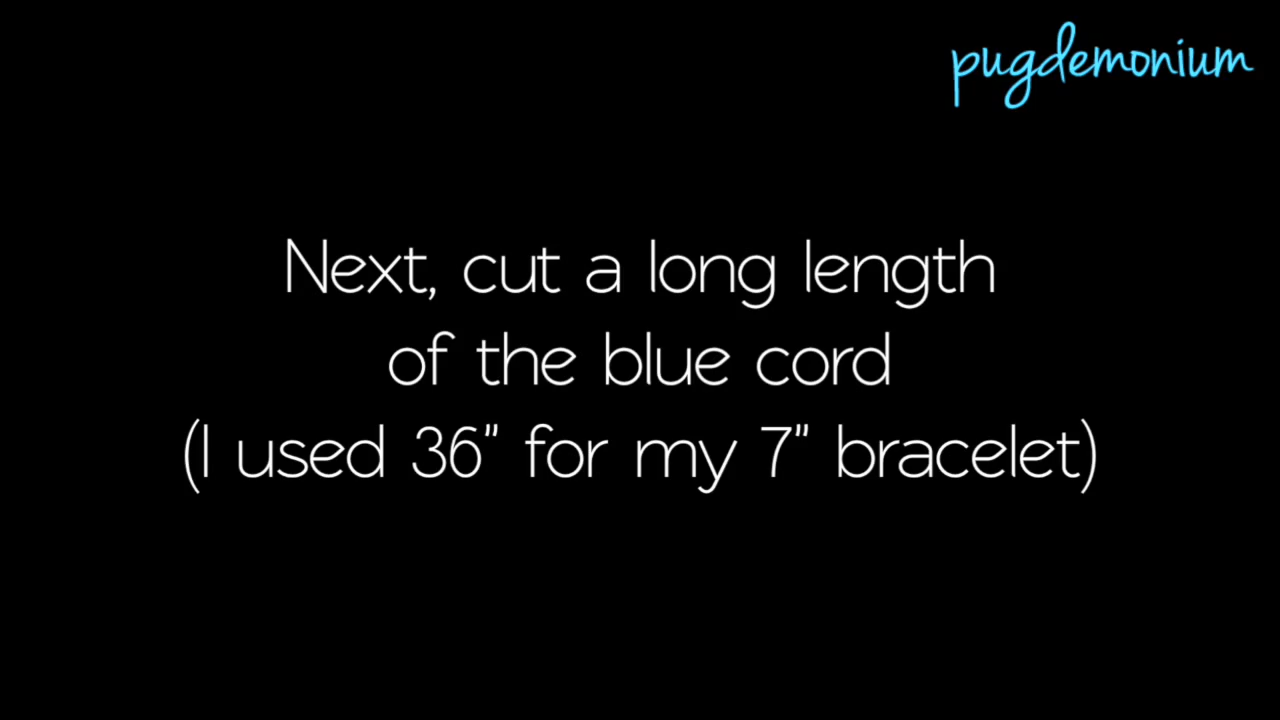 pugdemonium
Next, cut a long length
of the blue cord
(I used 36" for my 7" bracelet)